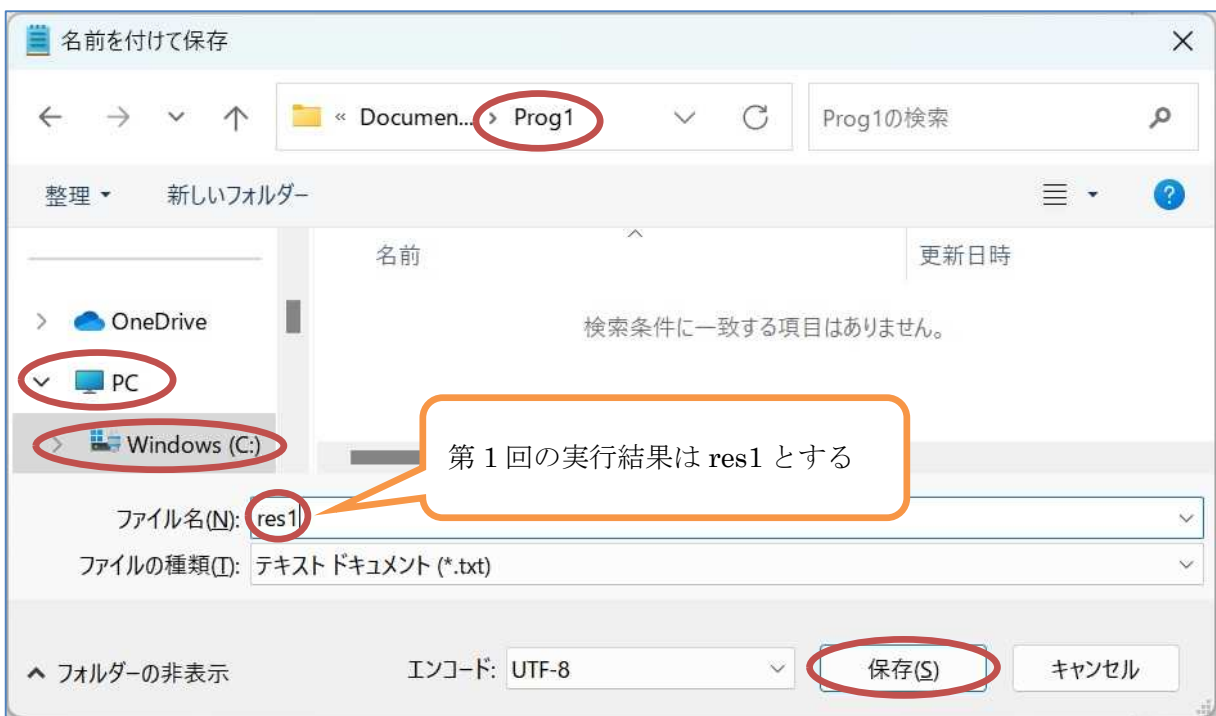 名前を付けて保存
« Documen... › Prog1
Prog1の検索
整理
新しいフォルダー
名前
更新日時
OneDrive
検索条件に一致する項目はありません。
PC
Windows (C:)
第1回の実行結果は res1 とする
ファイル名(N): res1
ファイルの種類(T): テキスト ドキュメント (*.txt)
フォルダーの非表示
エンコード: UTF-8
保存(S)
キャンセル